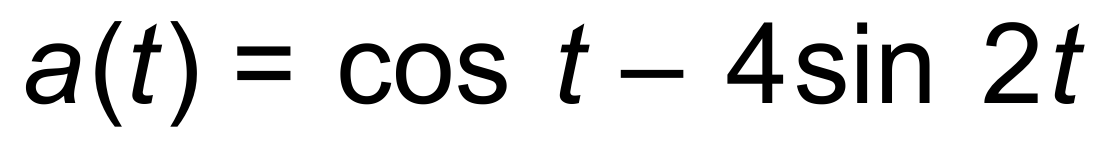 a(t) = cos t – 4sin 2t